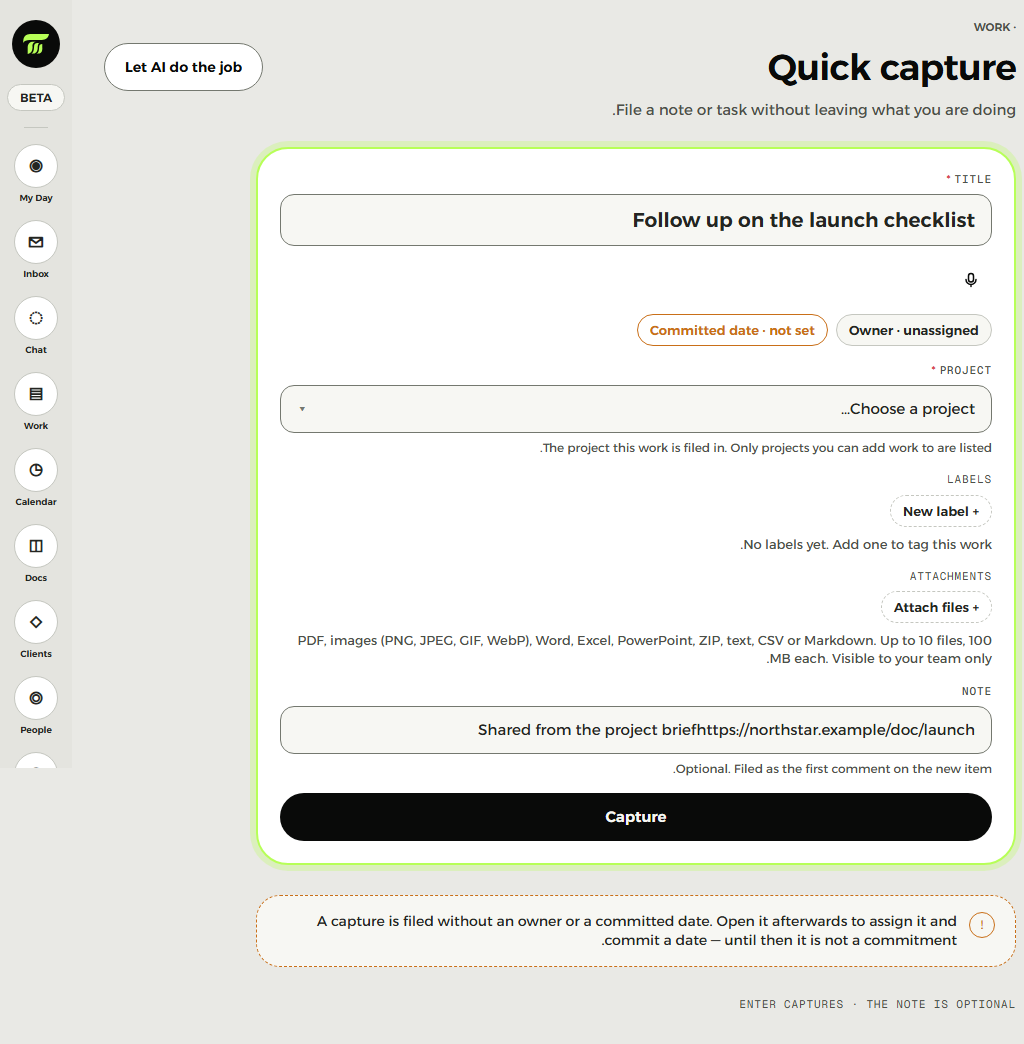 BETA
My Day
Inbox
Chat
Work
Calendar
Docs
Clients
People
WORK ·
Let AI do the job
Quick capture
.File a note or task without leaving what you are doing
* TITLE
Follow up on the launch checklist
Committed date · not set
Owner · unassigned
* PROJECT
...Choose a project
.The project this work is filed in. Only projects you can add work to are listed
LABELS
New label +
.No labels yet. Add one to tag this work
ATTACHMENTS
Attach files +
PDF, images (PNG, JPEG, GIF, WebP), Word, Excel, PowerPoint, ZIP, text, CSV or Markdown. Up to 10 files, 100
.MB each. Visible to your team only
NOTE
Shared from the project briefhttps://northstar.example/doc/launch
.Optional. Filed as the first comment on the new item
Capture
A capture is filed without an owner or a committed date. Open it afterwards to assign it and
.commit a date — until then it is not a commitment
ENTER CAPTURES · THE NOTE IS OPTIONAL